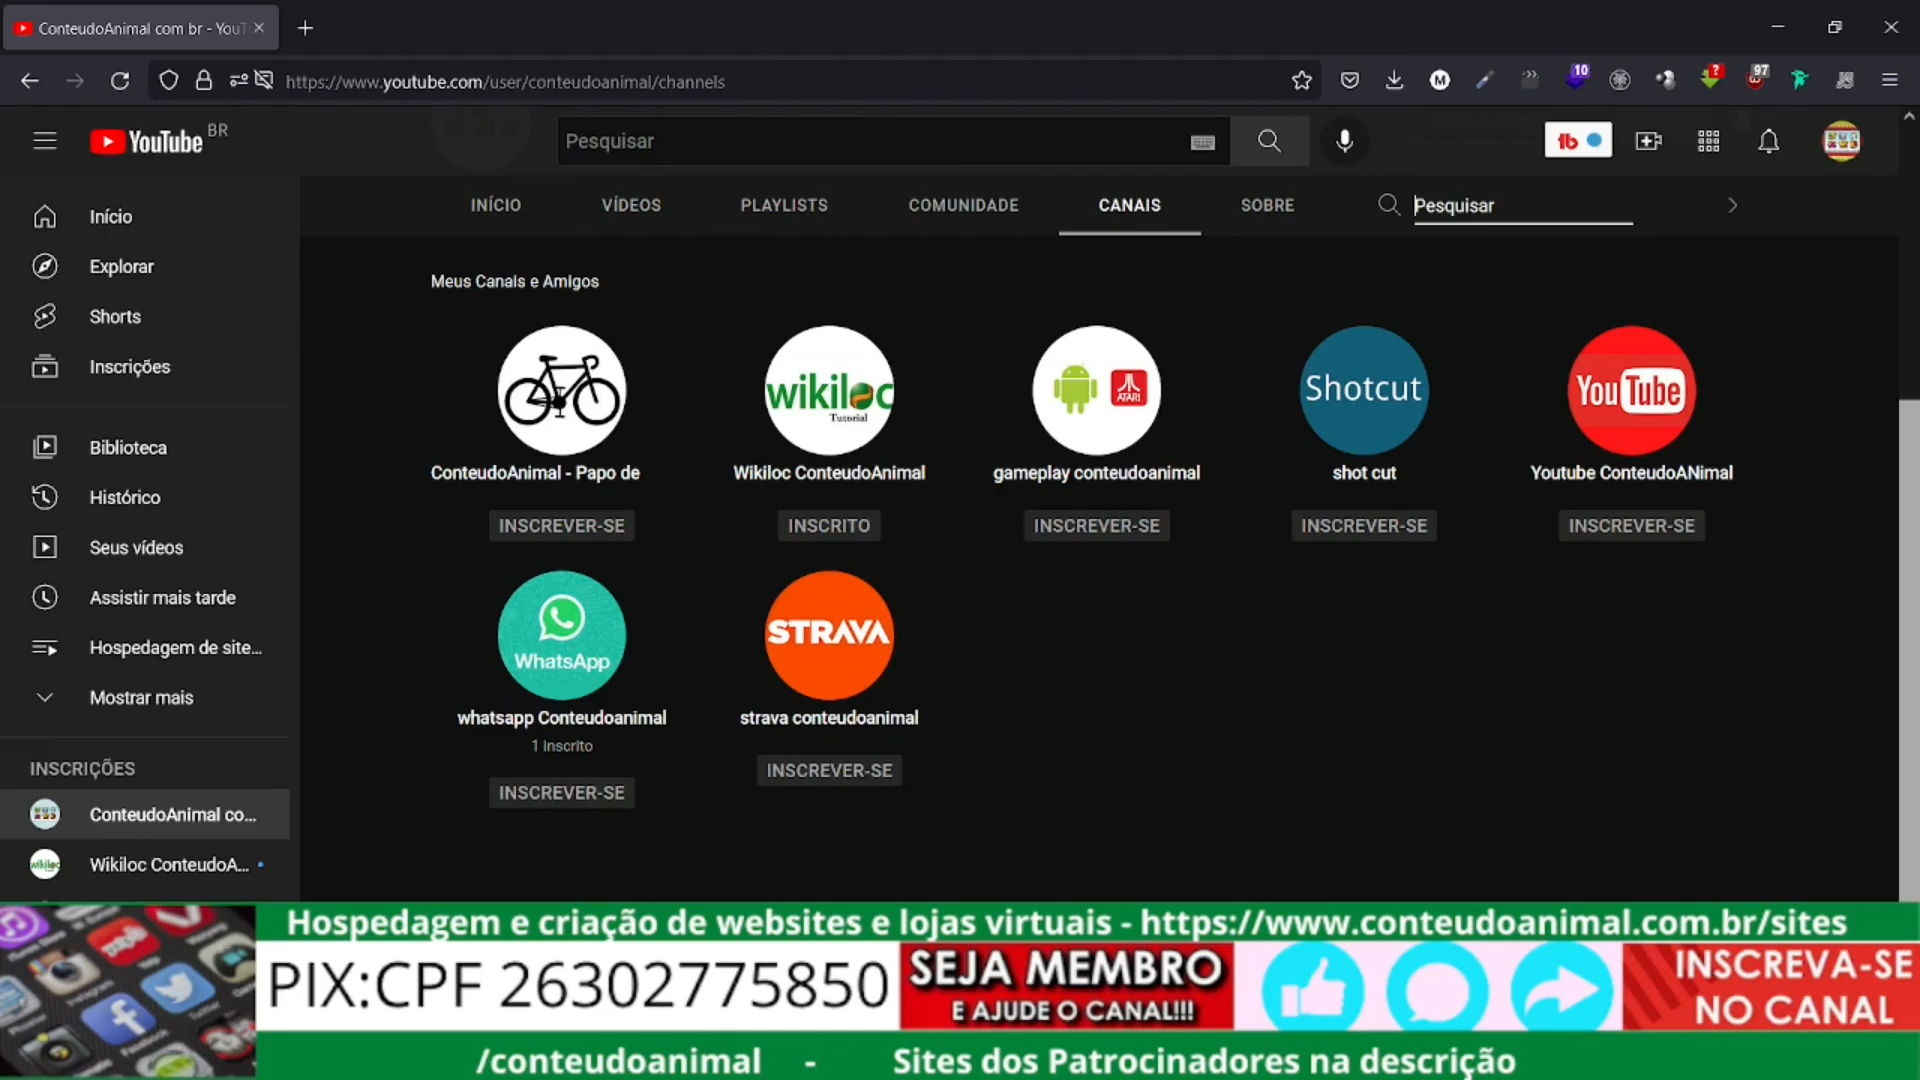 ConteudoAnimal com br - YouT
https://www.youtube.com/user/conteudoanimal/channels
M
10
?
97
YouTube BR
Pesquisar
tb
INÍCIO
VÍDEOS
PLAYLISTS
COMUNIDADE
CANAIS
SOBRE
Pesquisar
Início
Explorar
Shorts
Inscrições
Biblioteca
Histórico
Seus vídeos
Assistir mais tarde
Hospedagem de site...
Mostrar mais
INSCRIÇÕES
ConteudoAnimal co...
Wikiloc ConteudoA...
Meus Canais e Amigos
wikiloc
Tutorial
ATARI
Shotcut
YouTube
ConteudoAnimal - Papo de
Wikiloc ConteudoAnimal
gameplay conteudoanimal
shot cut
Youtube ConteudoANimal
INSCREVER-SE
INSCRITO
INSCREVER-SE
INSCREVER-SE
INSCREVER-SE
WhatsApp
STRAVA
whatsapp Conteudoanimal
strava conteudoanimal
1 inscrito
INSCREVER-SE
INSCREVER-SE
Hospedagem e criação de websites e lojas virtuais - https://www.conteudoanimal.com.br/sites
PIX:CPF 26302775850
SEJA MEMBRO
E AJUDE O CANAL!!!
INSCREVA-SE
NO CANAL
/conteudoanimal - Sites dos Patrocinadores na descrição